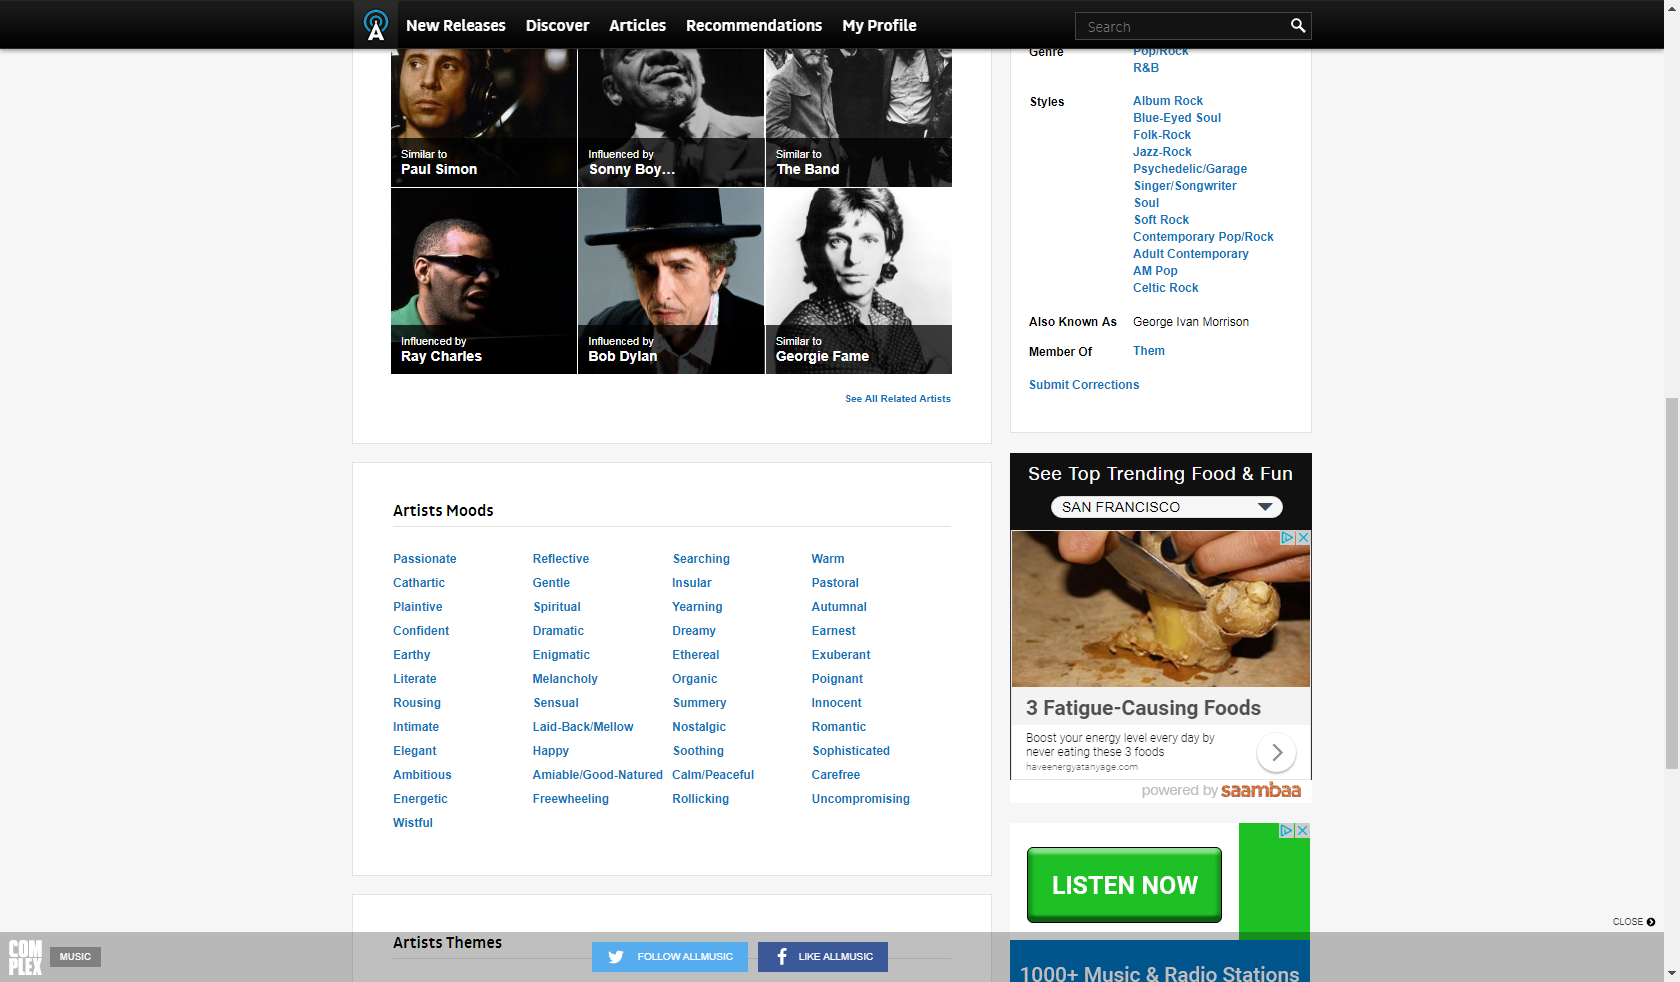 New Releases Discover Articles Recommendations My Profile
Search
Similar to
Paul Simon
Influenced by
Sonny Boy...
Similar to
The Band
Influenced by
Ray Charles
Influenced by
Bob Dylan
Similar to
Georgie Fame
See All Related Artists
Genre
Pop/Rock
R&B
Styles
Album Rock
Blue-Eyed Soul
Folk-Rock
Jazz-Rock
Psychedelic/Garage
Singer/Songwriter
Soul
Soft Rock
Contemporary Pop/Rock
Adult Contemporary
AM Pop
Celtic Rock
Also Known As George Ivan Morrison
Member Of Them
Submit Corrections
Artists Moods
Passionate Reflective Searching Warm
Cathartic Gentle Insular Pastoral
Plaintive Spiritual Yearning Autumnal
Confident Dramatic Dreamy Earnest
Earthy Enigmatic Ethereal Exuberant
Literate Melancholy Organic Poignant
Rousing Sensual Summery Innocent
Intimate Laid-Back/Mellow Nostalgic Romantic
Elegant Happy Soothing Sophisticated
Ambitious Amiable/Good-Natured Calm/Peaceful Carefree
Energetic Freewheeling Rollicking Uncompromising
Wistful
See Top Trending Food & Fun
SAN FRANCISCO
3 Fatigue-Causing Foods
Boost your energy level every day by
never eating these 3 foods
haveenergyatanyage.com
powered by saambaa
LISTEN NOW
CLOSE
1000+ Music & Radio Stations
Artists Themes
COMPLEX
MUSIC
FOLLOW ALLMUSIC
LIKE ALLMUSIC